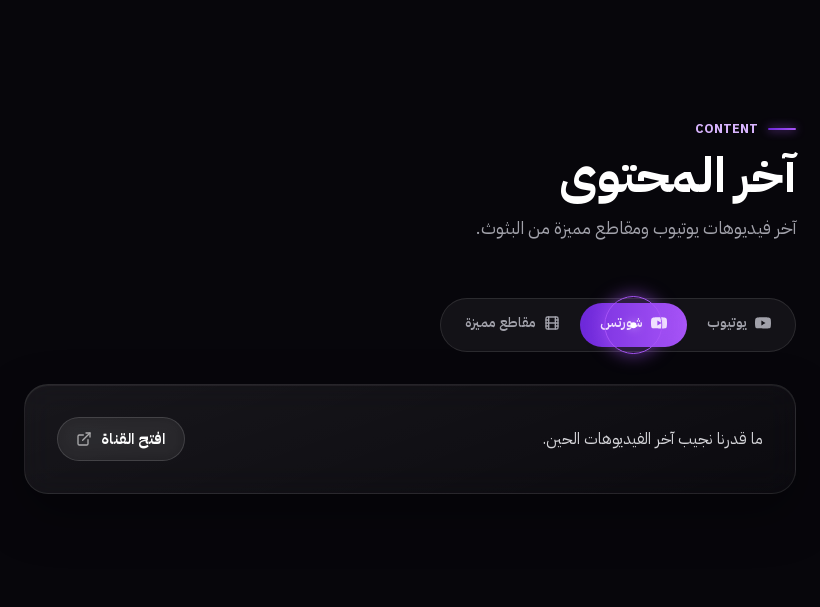 CONTENT
آخر المحتوى
آخر فيديوهات يوتيوب ومقاطع مميزة من البثوث.
يوتيوب شورتس مقاطع مميزة
ما قدرنا نجيب آخر الفيديوهات الحين. افتح القناة